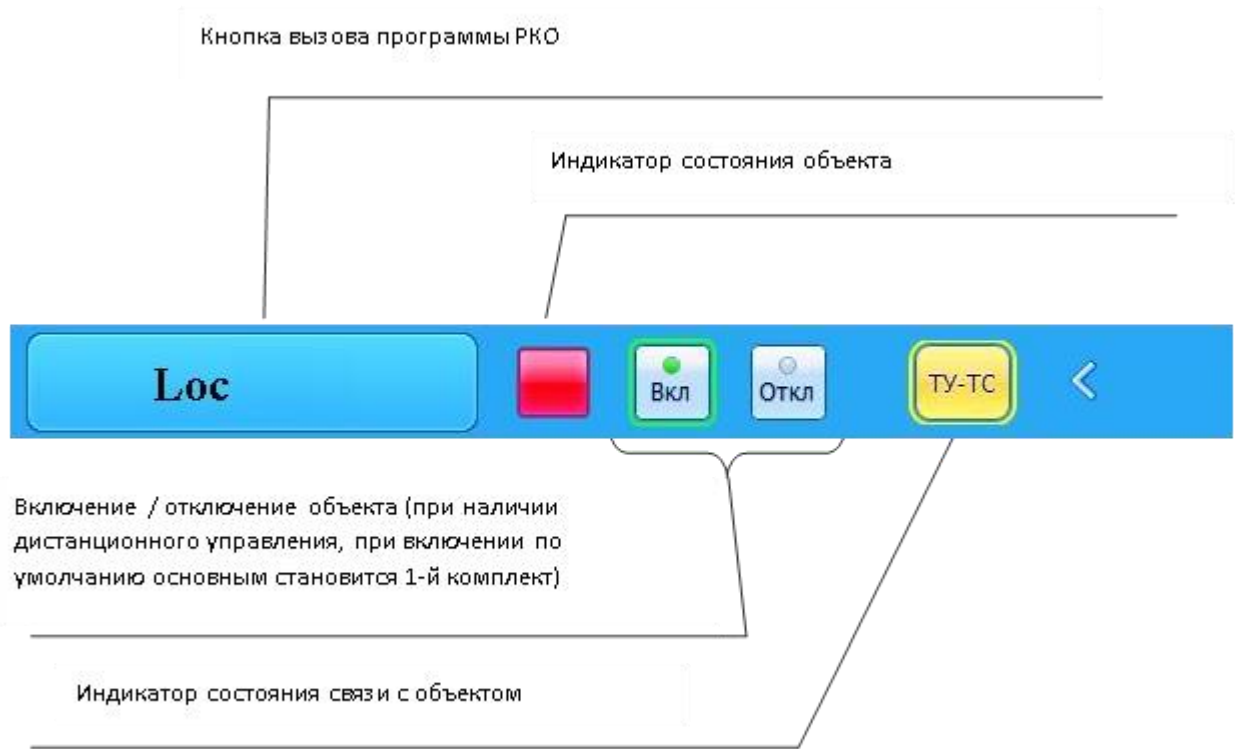 Кнопка вызова программы РКО
Индикатор состояния объекта
Loc
Вкл
Откл
ТУ-ТС
Включение / отключение объекта (при наличии
дистанционного управления, при включении по
умолчанию основным становится 1-й комплект)
Индикатор состояния связи с объектом